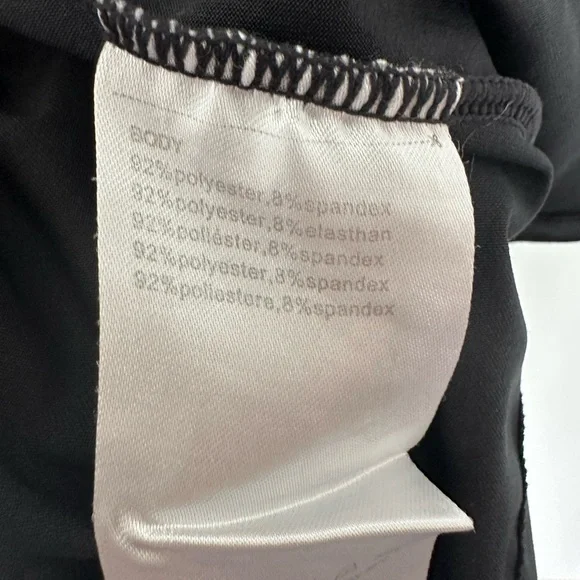 BODY
92%polyester,8%spandex
92%polyester,8%elasthan
92%poliéster,8%spandex
92%polyester,8%spandex
92%poliestere,8%spandex